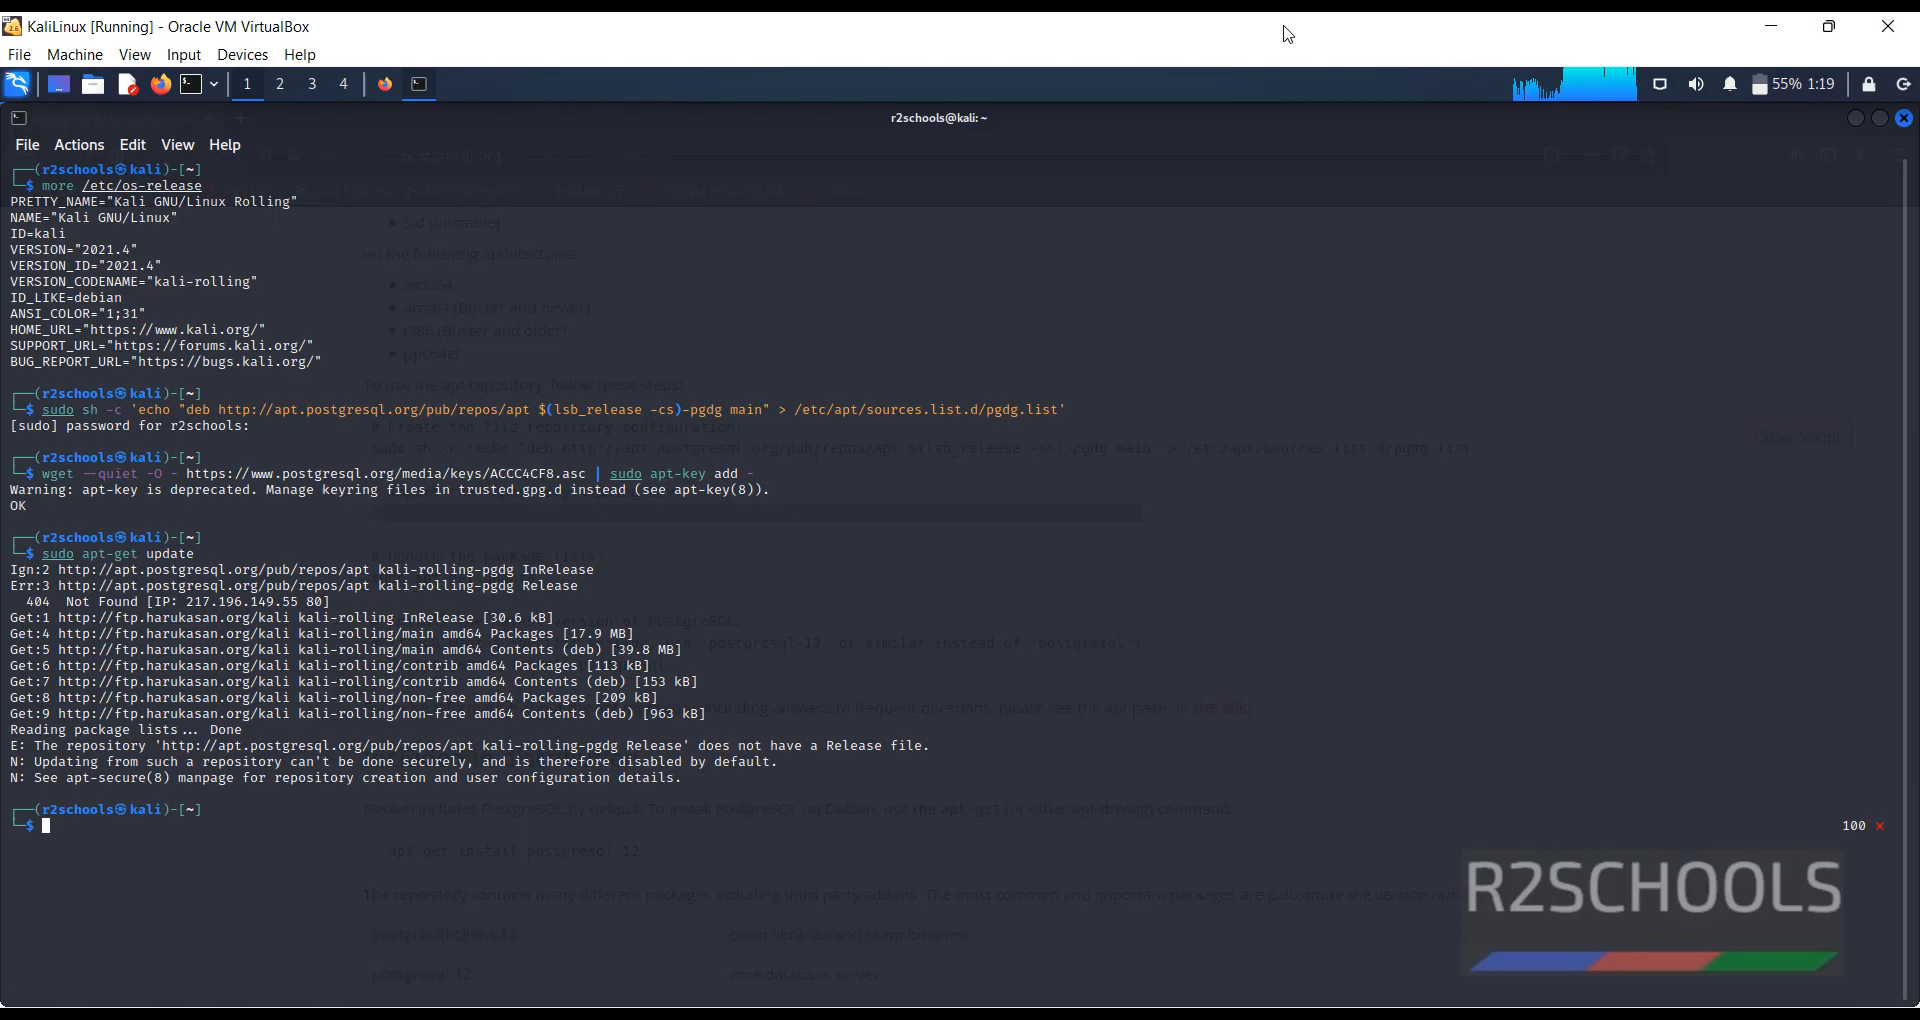 KaliLinux [Running] - Oracle VM VirtualBox
File Machine View Input Devices Help
1 2 3 4
55% 1:19
r2schools@kali: ~
File Actions Edit View Help
┌──(r2schools㉿kali)-[~]
└─$ more /etc/os-release
PRETTY_NAME="Kali GNU/Linux Rolling"
NAME="Kali GNU/Linux"
ID=kali
VERSION="2021.4"
VERSION_ID="2021.4"
VERSION_CODENAME="kali-rolling"
ID_LIKE=debian
ANSI_COLOR="1;31"
HOME_URL="https://www.kali.org/"
SUPPORT_URL="https://forums.kali.org/"
BUG_REPORT_URL="https://bugs.kali.org/"
┌──(r2schools㉿kali)-[~]
└─$ sudo sh -c 'echo "deb http://apt.postgresql.org/pub/repos/apt $(lsb_release -cs)-pgdg main" > /etc/apt/sources.list.d/pgdg.list'
[sudo] password for r2schools:
┌──(r2schools㉿kali)-[~]
└─$ wget --quiet -O - https://www.postgresql.org/media/keys/ACCC4CF8.asc | sudo apt-key add -
Warning: apt-key is deprecated. Manage keyring files in trusted.gpg.d instead (see apt-key(8)).
OK
┌──(r2schools㉿kali)-[~]
└─$ sudo apt-get update
Ign:2 http://apt.postgresql.org/pub/repos/apt kali-rolling-pgdg InRelease
Err:3 http://apt.postgresql.org/pub/repos/apt kali-rolling-pgdg Release
404 Not Found [IP: 217.196.149.55 80]
Get:1 http://ftp.harukasan.org/kali kali-rolling InRelease [30.6 kB]
Get:4 http://ftp.harukasan.org/kali kali-rolling/main amd64 Packages [17.9 MB]
Get:5 http://ftp.harukasan.org/kali kali-rolling/main amd64 Contents (deb) [39.8 MB]
Get:6 http://ftp.harukasan.org/kali kali-rolling/contrib amd64 Packages [113 kB]
Get:7 http://ftp.harukasan.org/kali kali-rolling/contrib amd64 Contents (deb) [153 kB]
Get:8 http://ftp.harukasan.org/kali kali-rolling/non-free amd64 Packages [209 kB]
Get:9 http://ftp.harukasan.org/kali kali-rolling/non-free amd64 Contents (deb) [963 kB]
Reading package lists... Done
E: The repository 'http://apt.postgresql.org/pub/repos/apt kali-rolling-pgdg Release' does not have a Release file.
N: Updating from such a repository can't be done securely, and is therefore disabled by default.
N: See apt-secure(8) manpage for repository creation and user configuration details.
┌──(r2schools㉿kali)-[~]
└─$
100 ⨯
R2SCHOOLS